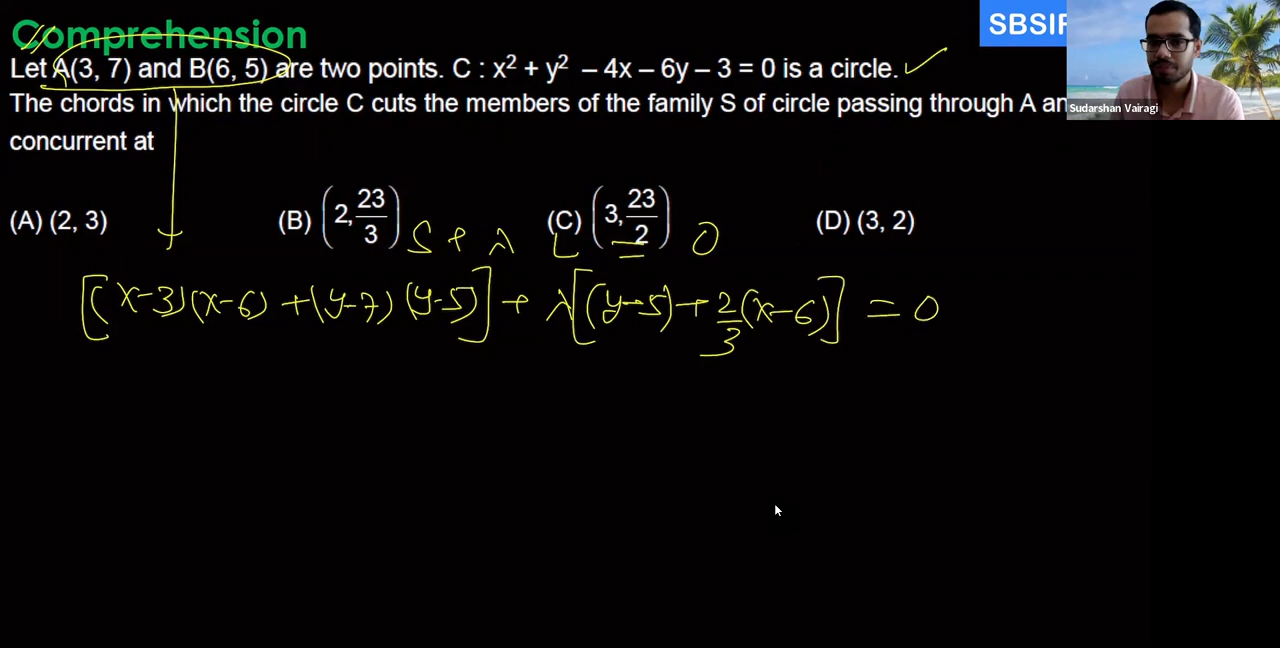 Comprehension
SBSIF
Let A(3, 7) and B(6, 5) are two points. C : x² + y² – 4x – 6y – 3 = 0 is a circle.
Sudarshan Vairagi
The chords in which the circle C cuts the members of the family S of circle passing through A an
concurrent at
(A) (2, 3) (B) (2, 23/3) (C) (3, 23/2) (D) (3, 2)
S + λ L = 0
[(x-3)(x-6) + (y-7)(y-5)] + λ[(y-5) + 2/3(x-6)] = 0